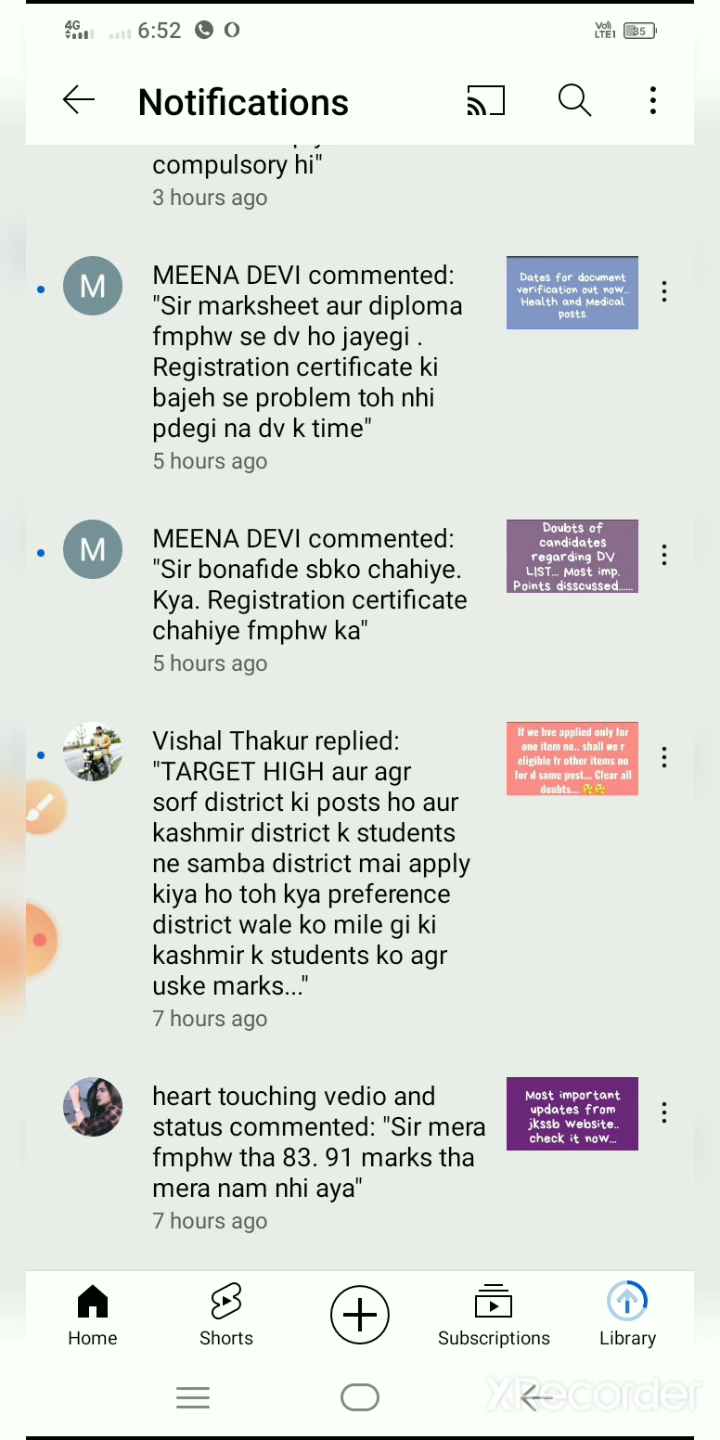 4G 6:52 Vo) LTE1 35
Notifications
compulsory hi"
3 hours ago
M
MEENA DEVI commented:
"Sir marksheet aur diploma
fmphw se dv ho jayegi .
Registration certificate ki
bajeh se problem toh nhi
pdegi na dv k time"
5 hours ago
Dates for document
verification out now...
Health and Medical
posts.
M
MEENA DEVI commented:
"Sir bonafide sbko chahiye.
Kya. Registration certificate
chahiye fmphw ka"
5 hours ago
Doubts of
candidates
regarding DV
LIST... Most imp.
Points disscussed......
Vishal Thakur replied:
"TARGET HIGH aur agr
sorf district ki posts ho aur
kashmir district k students
ne samba district mai apply
kiya ho toh kya preference
district wale ko mile gi ki
kashmir k students ko agr
uske marks..."
7 hours ago
If we hve applied only for
one item no.. shall we r
eligible fr other items no
for d same post... Clear all
doubts... 🤔🤔
heart touching vedio and
status commented: "Sir mera
fmphw tha 83. 91 marks tha
mera nam nhi aya"
7 hours ago
Most important
updates from
jkssb website..
check it now...
Home Shorts Subscriptions Library
XRecorder